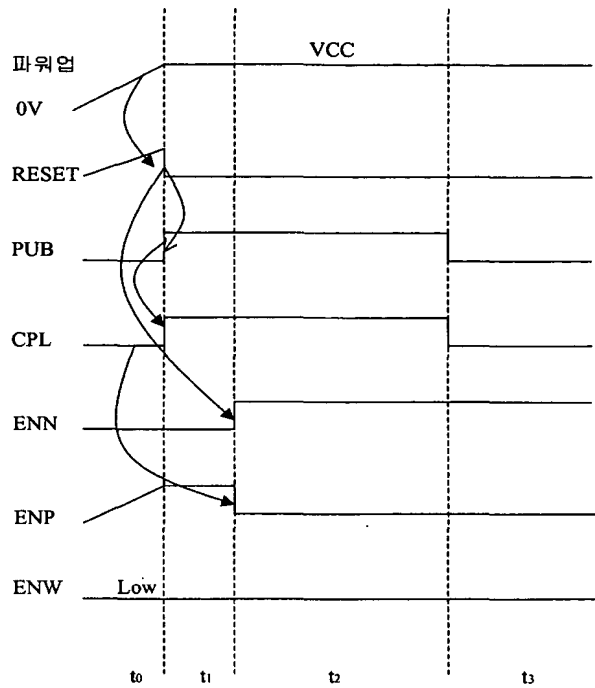 VCC
파워업
0V
RESET
PUB
CPL
ENN
ENP
ENW Low
t0 t1 t2 t3